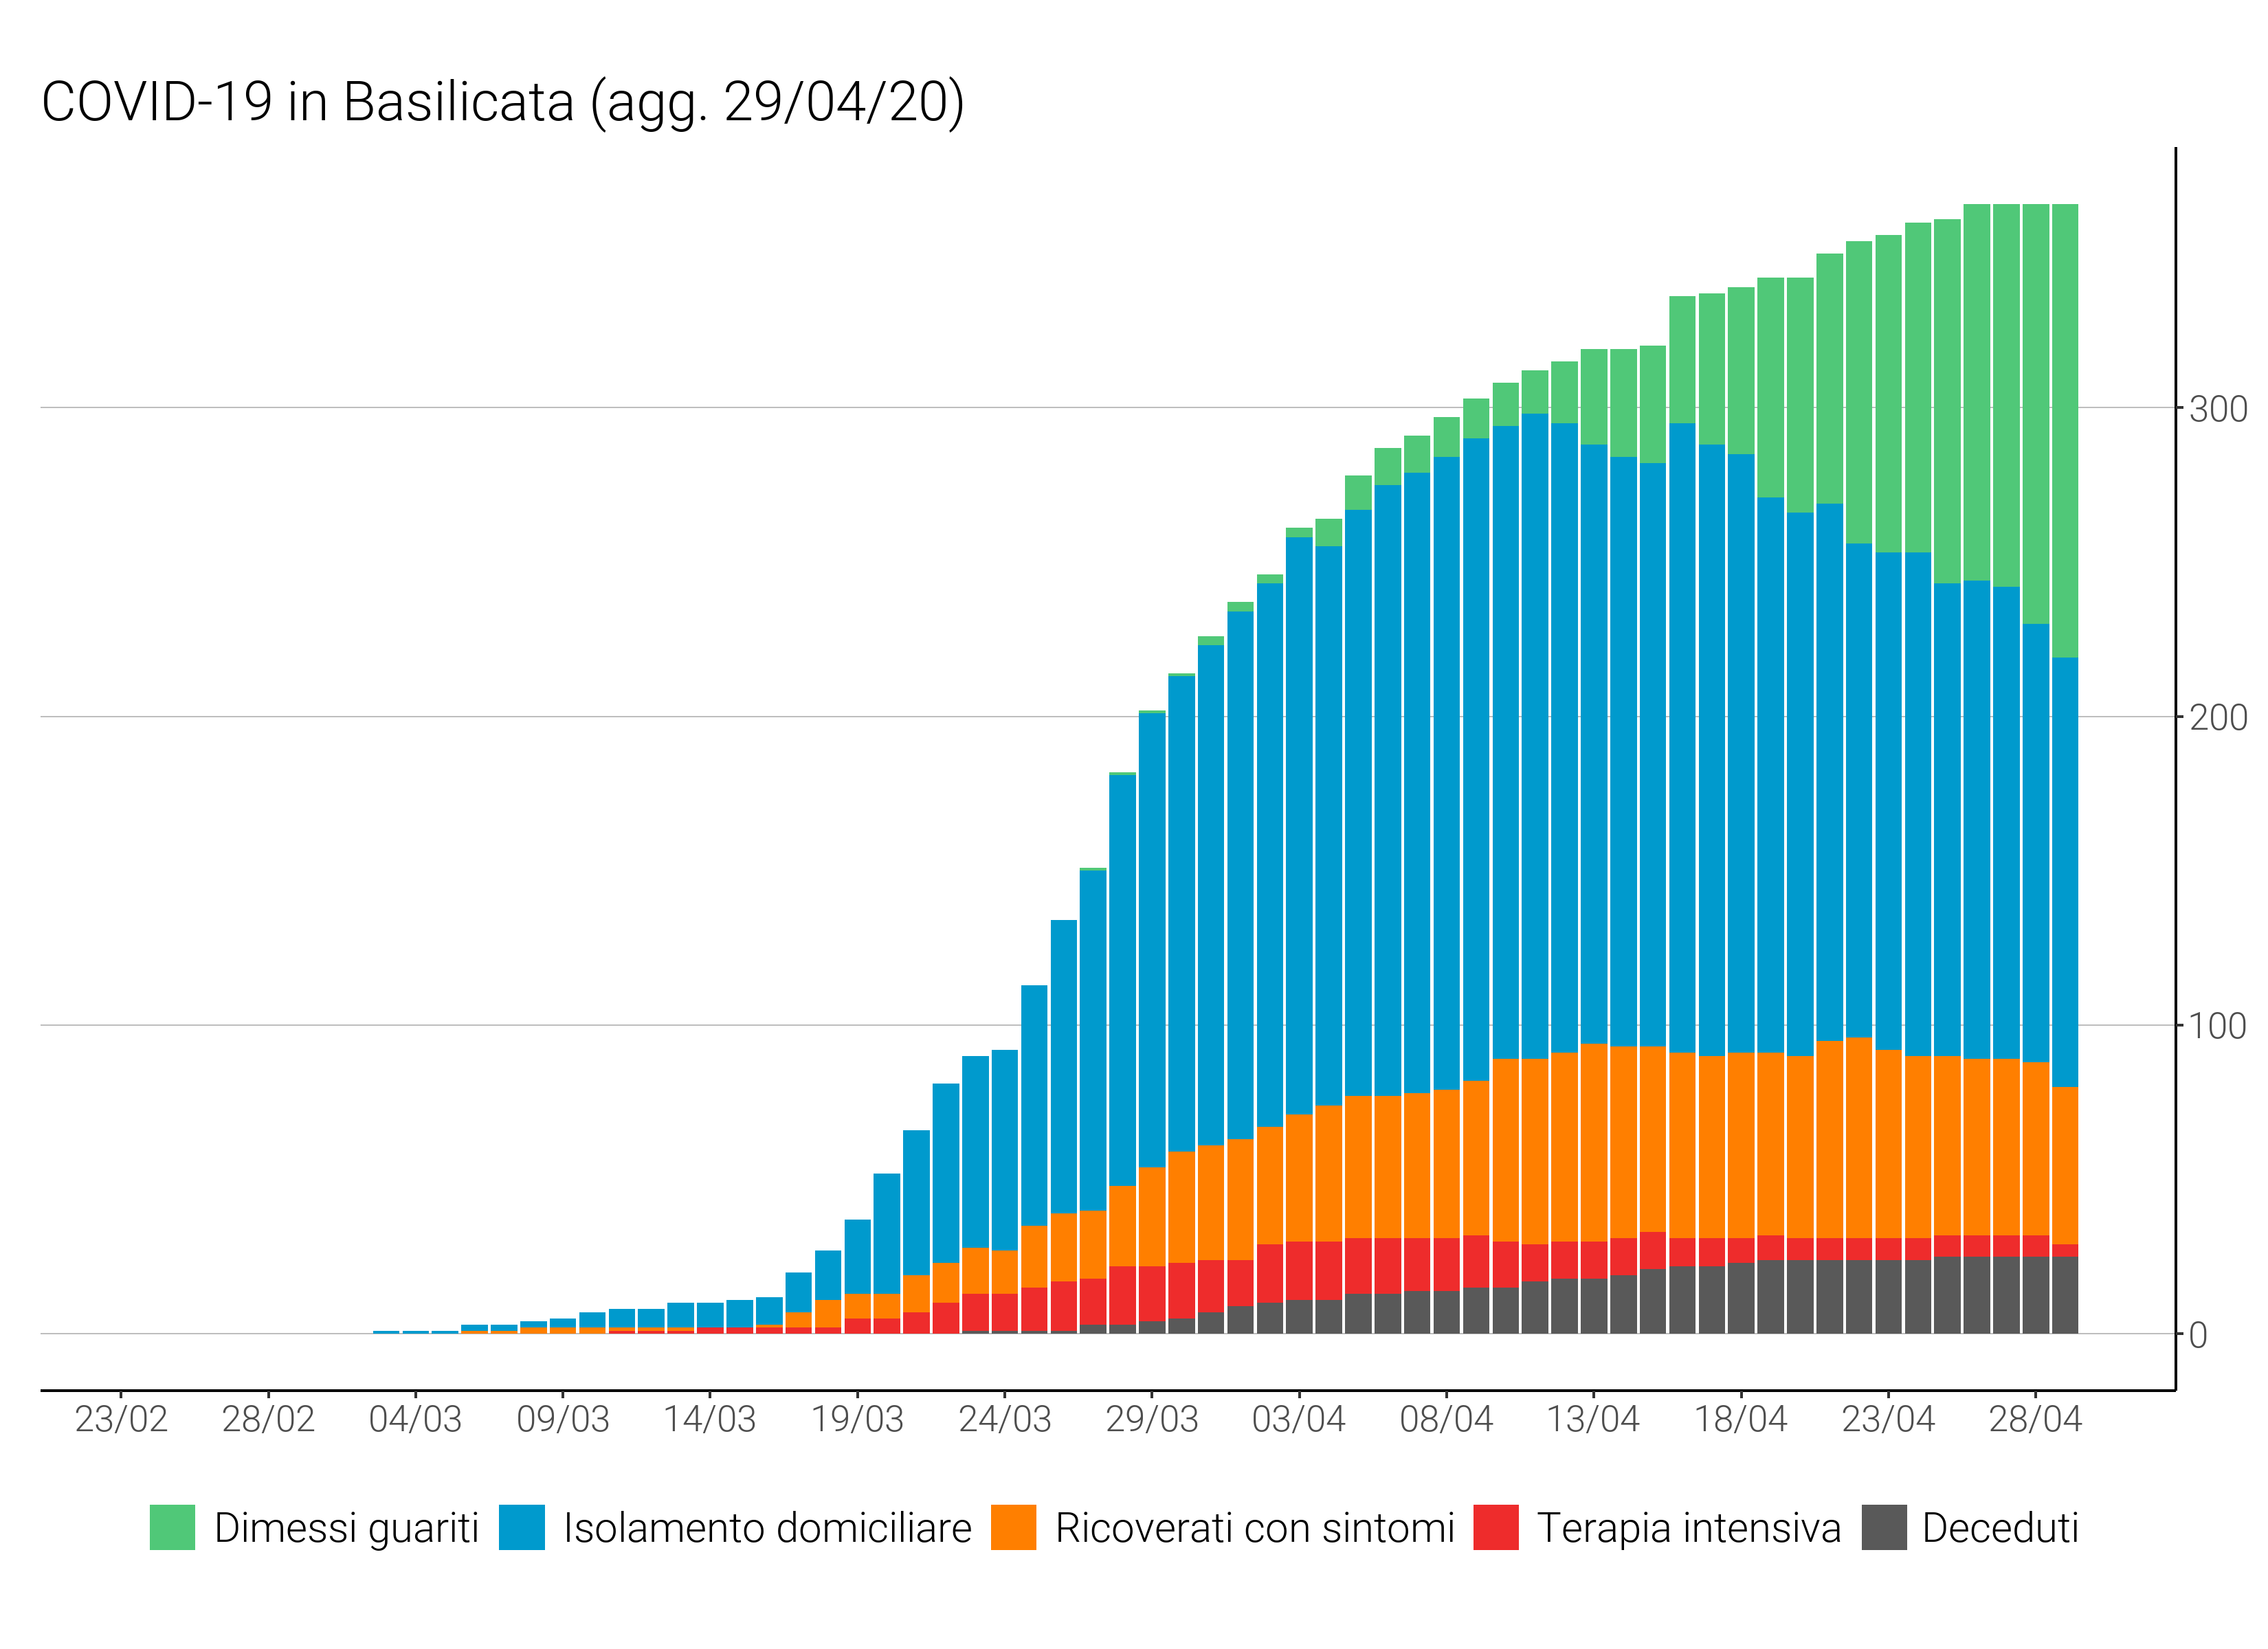 COVID-19 in Basilicata (agg. 29/04/20)
300
200
100
0
23/02 28/02 04/03 09/03 14/03 19/03 24/03 29/03 03/04 08/04 13/04 18/04 23/04 28/04
Dimessi guariti Isolamento domiciliare Ricoverati con sintomi Terapia intensiva Deceduti